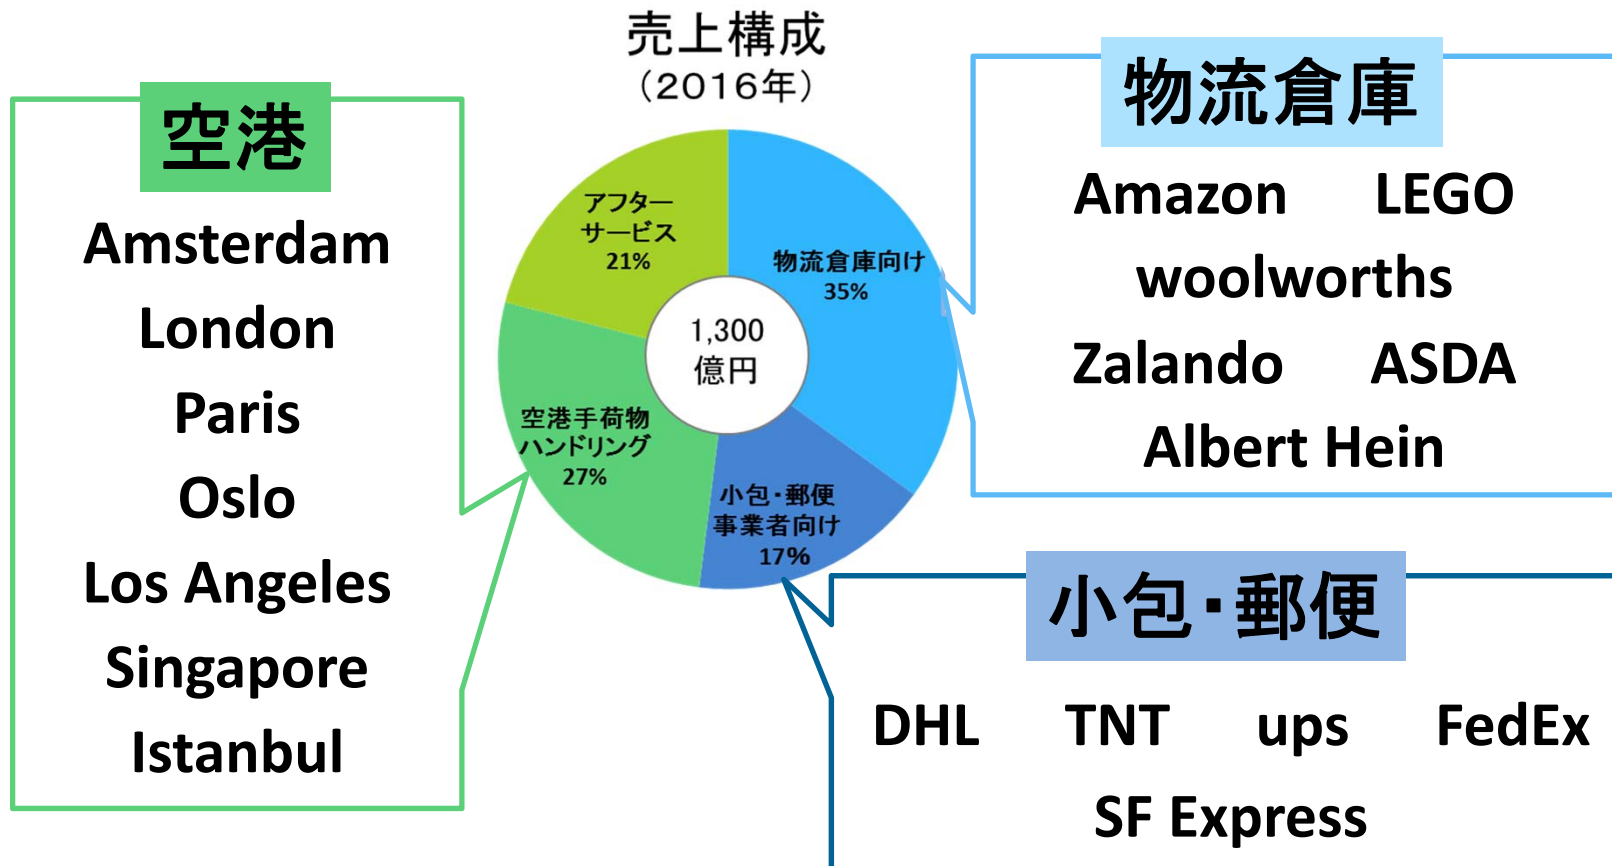 売上構成
（2016年）
空港
Amsterdam
London
Paris
Oslo
Los Angeles
Singapore
Istanbul
アフター
サービス
21%
物流倉庫向け
35%
1,300
億円
空港手荷物
ハンドリング
27%
小包・郵便
事業者向け
17%
物流倉庫
Amazon LEGO
woolworths
Zalando ASDA
Albert Hein
小包・郵便
DHL TNT ups FedEx
SF Express